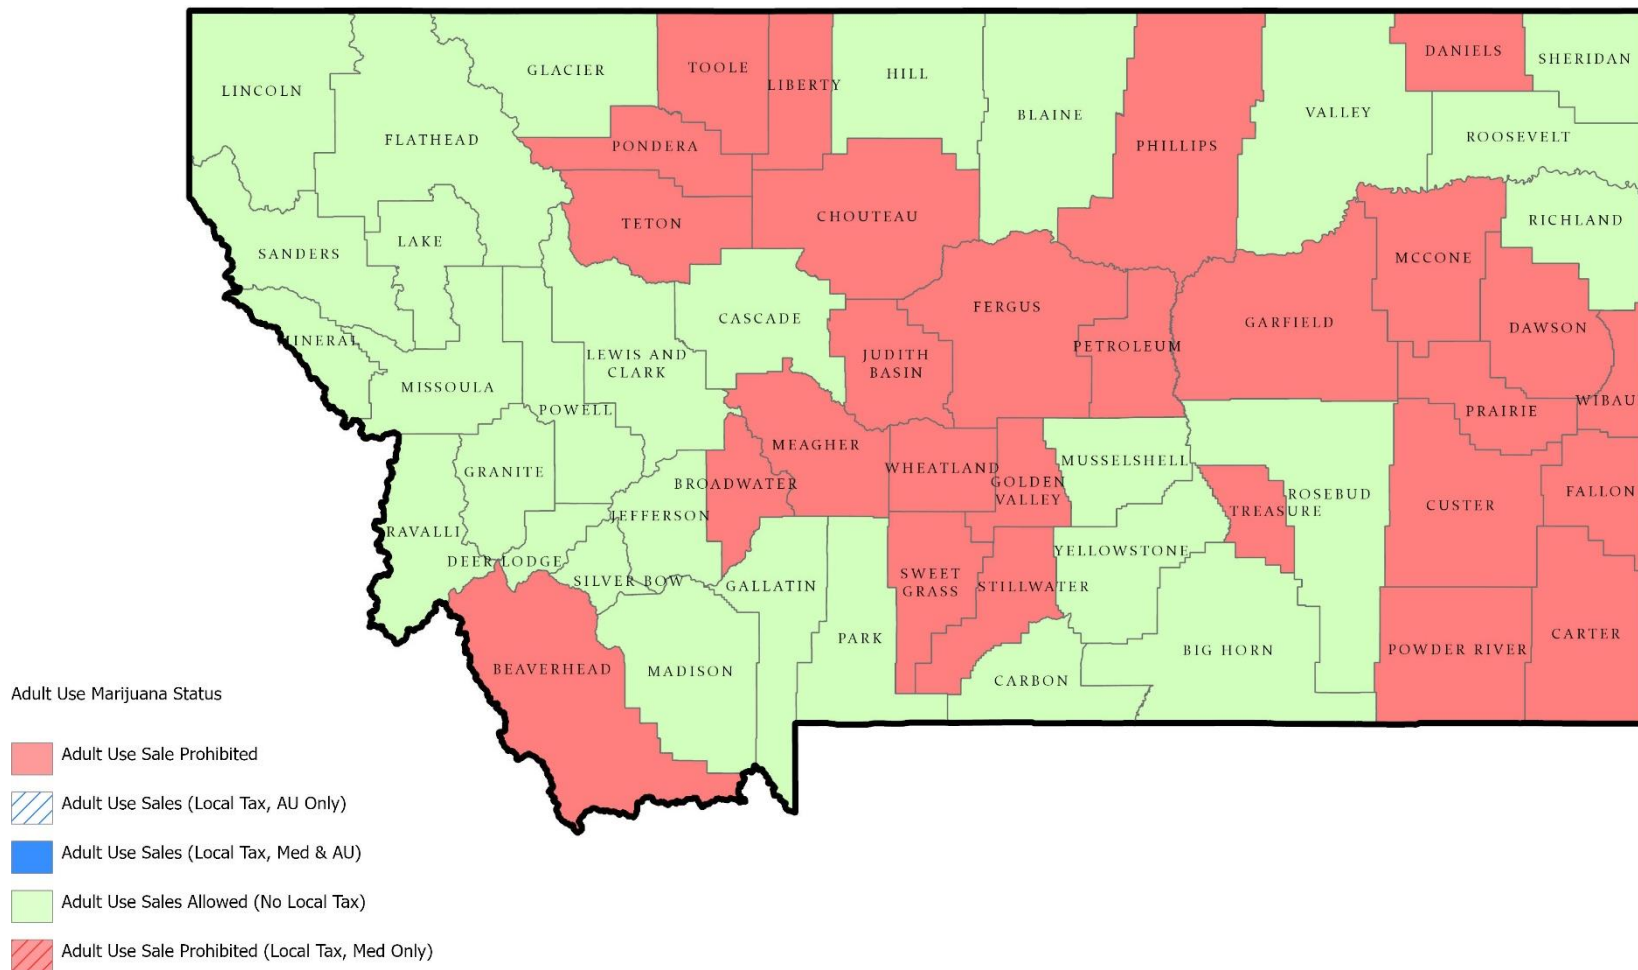 DANIELS
SHERIDAN
TOOLE
GLACIER
HILL
LIBERTY
LINCOLN
BLAINE
VALLEY
ROOSEVELT
FLATHEAD
PONDERA
PHILLIPS
CHOUTEAU
RICHLAND
TETON
LAKE
SANDERS
MCCONE
FERGUS
CASCADE
GARFIELD
DAWSON
MINERAL
PETROLEUM
LEWIS AND
CLARK
JUDITH
BASIN
MISSOULA
WIBAU
POWELL
PRAIRIE
MEAGHER
MUSSELSHELL
WHEATLAND
GRANITE
BROADWATER
GOLDEN
VALLEY
ROSEBUD
FALLON
CUSTER
TREASURE
JEFFERSON
RAVALLI
YELLOWSTONE
DEER LODGE
SWEET
GRASS
SILVER BOW
GALLATIN
STILLWATER
CARTER
PARK
BIG HORN
POWDER RIVER
BEAVERHEAD
MADISON
CARBON
Adult Use Marijuana Status
Adult Use Sale Prohibited
Adult Use Sales (Local Tax, AU Only)
Adult Use Sales (Local Tax, Med & AU)
Adult Use Sales Allowed (No Local Tax)
Adult Use Sale Prohibited (Local Tax, Med Only)